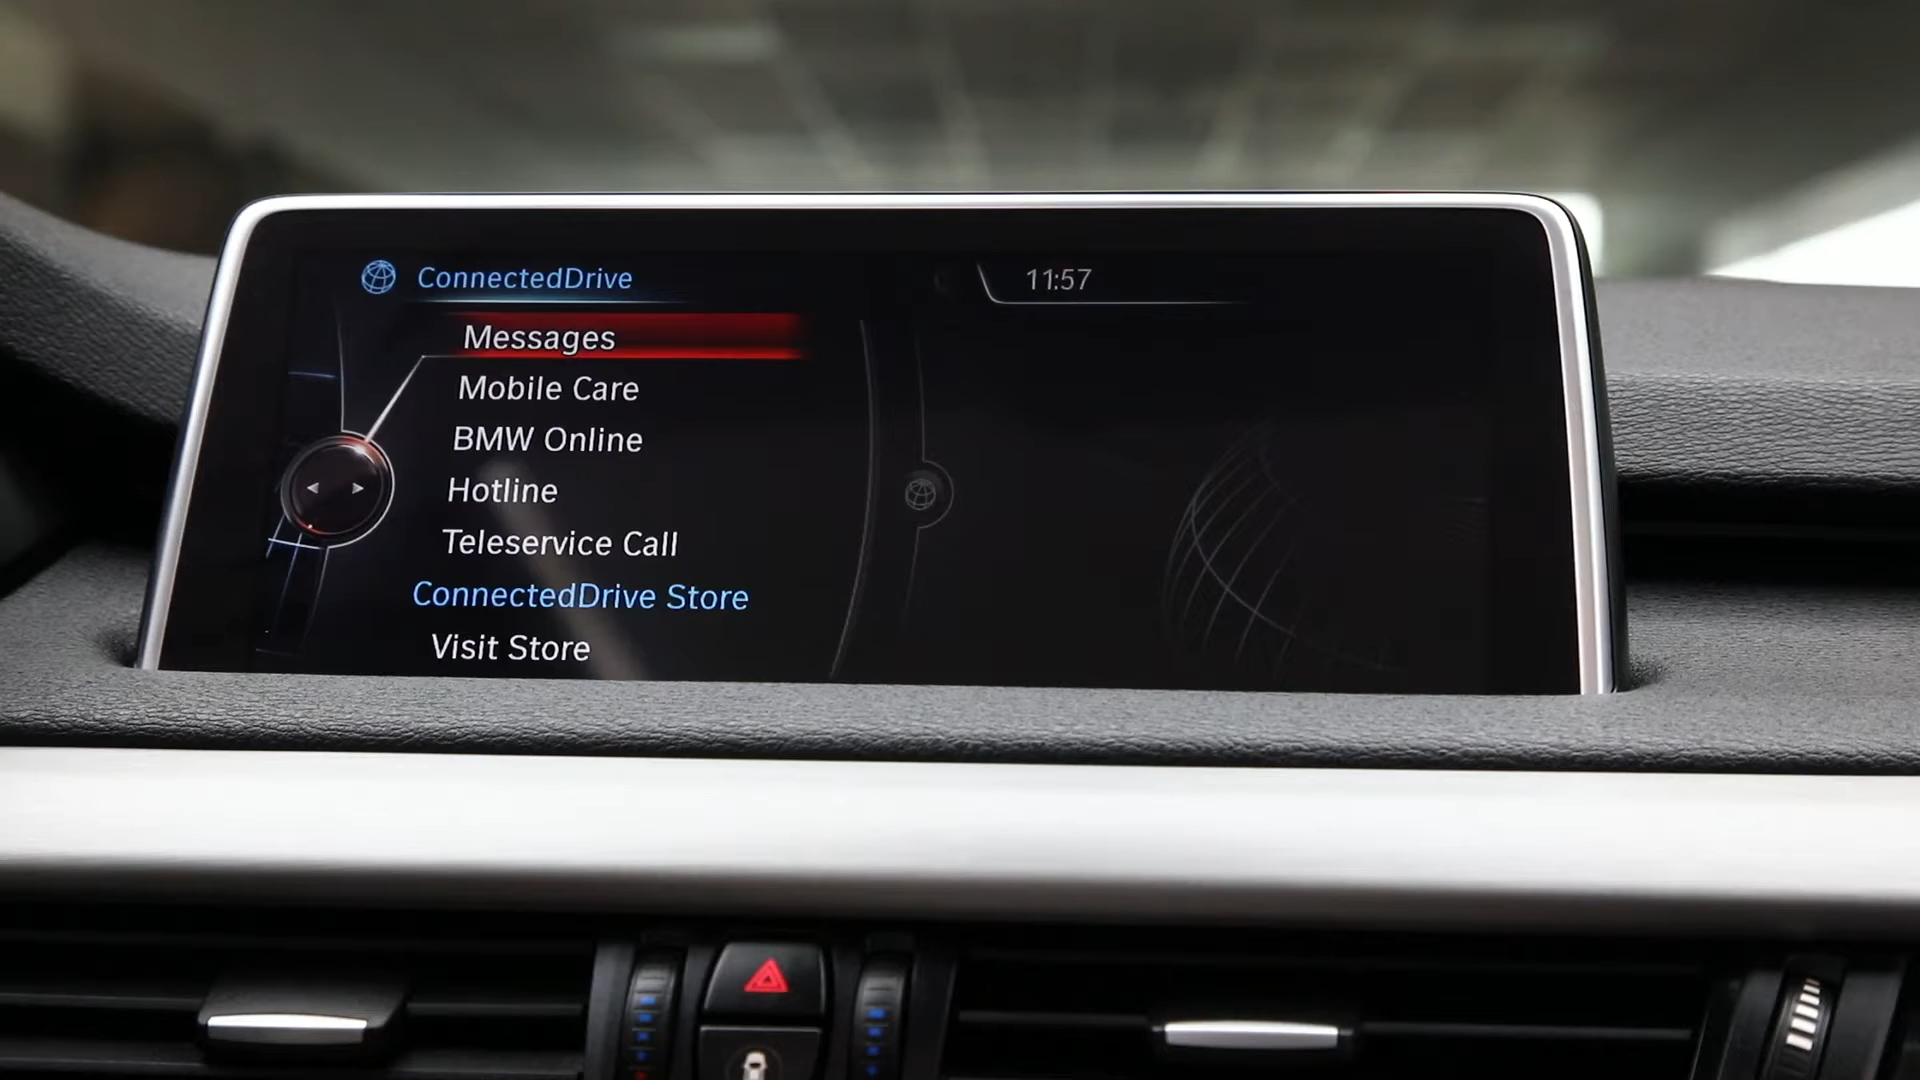 ConnectedDrive
11:57
Messages
Mobile Care
BMW Online
Hotline
Teleservice Call
ConnectedDrive Store
Visit Store